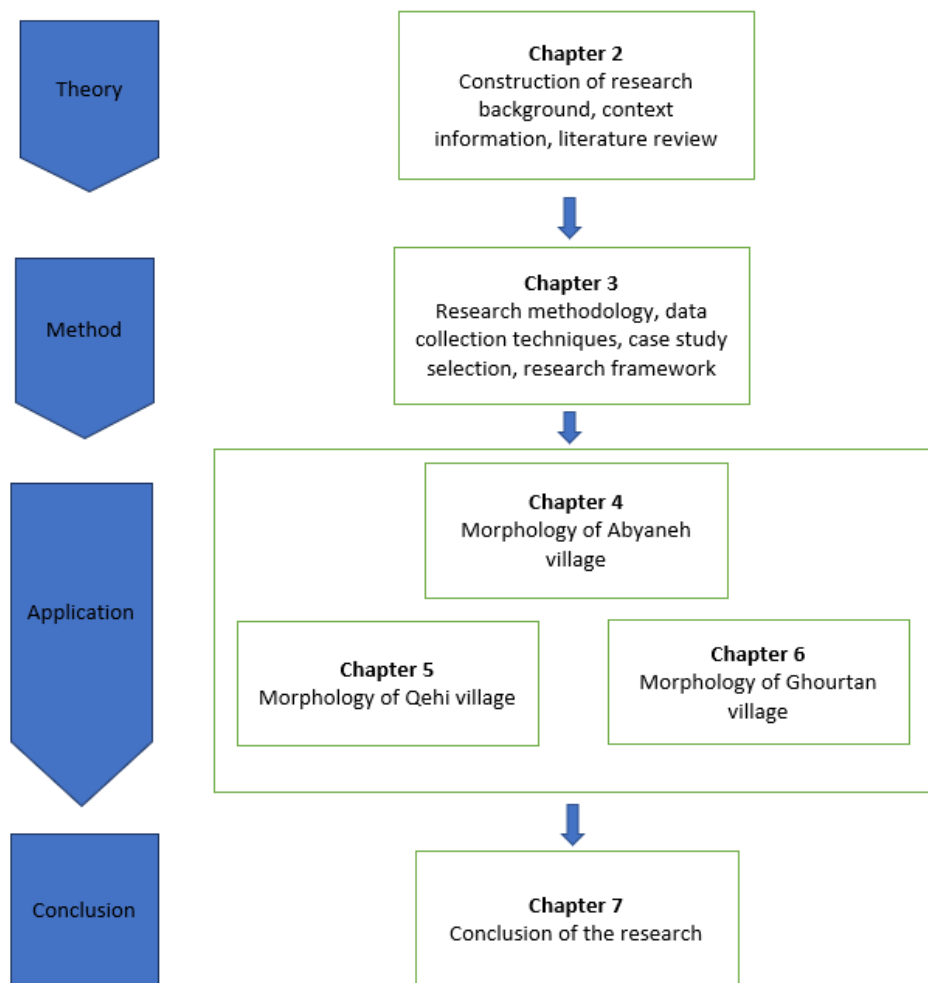 Theory
Chapter 2
Construction of research
background, context
information, literature review
Method
Chapter 3
Research methodology, data
collection techniques, case study
selection, research framework
Application
Chapter 4
Morphology of Abyaneh
village
Chapter 5
Morphology of Qehi village
Chapter 6
Morphology of Ghourtan
village
Conclusion
Chapter 7
Conclusion of the research